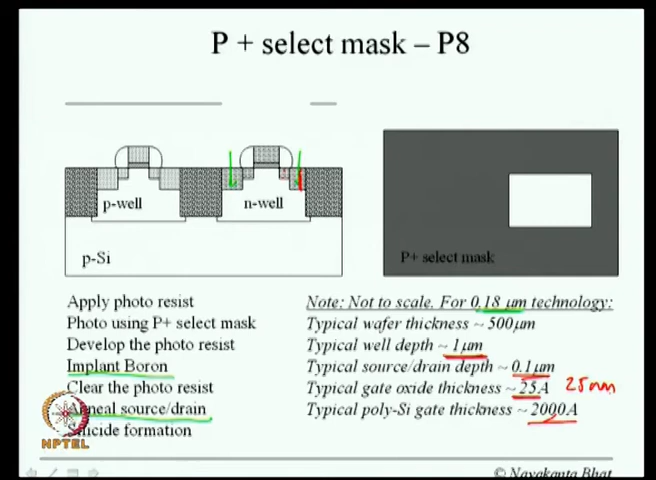 P + select mask – P8
p-well
n-well
p-Si
P+ select mask
Apply photo resist
Photo using P+ select mask
Develop the photo resist
Implant Boron
Clear the photo resist
Anneal source/drain
Silicide formation
Note: Not to scale. For 0.18 μm technology:
Typical wafer thickness ~ 500μm
Typical well depth ~ 1μm
Typical source/drain depth ~ 0.1μm
Typical gate oxide thickness ~ 25A 25nm
Typical poly-Si gate thickness ~ 2000A
NPTEL
© Navakanta Bhat